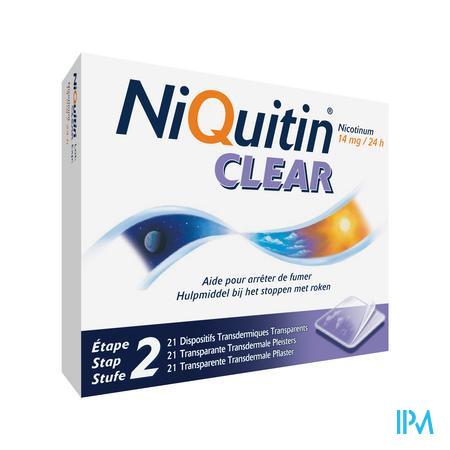 NiQuitin®
Nicotinum
14 mg / 24 h
CLEAR
Aide pour arrêter de fumer
Hulpmiddel bij het stoppen met roken
Étape
Stap
Stufe
2
21 Dispositifs Transdermiques Transparents
21 Transparante Transdermale Pleisters
21 Transparente Transdermale Pflaster
NiQuitin
IPM